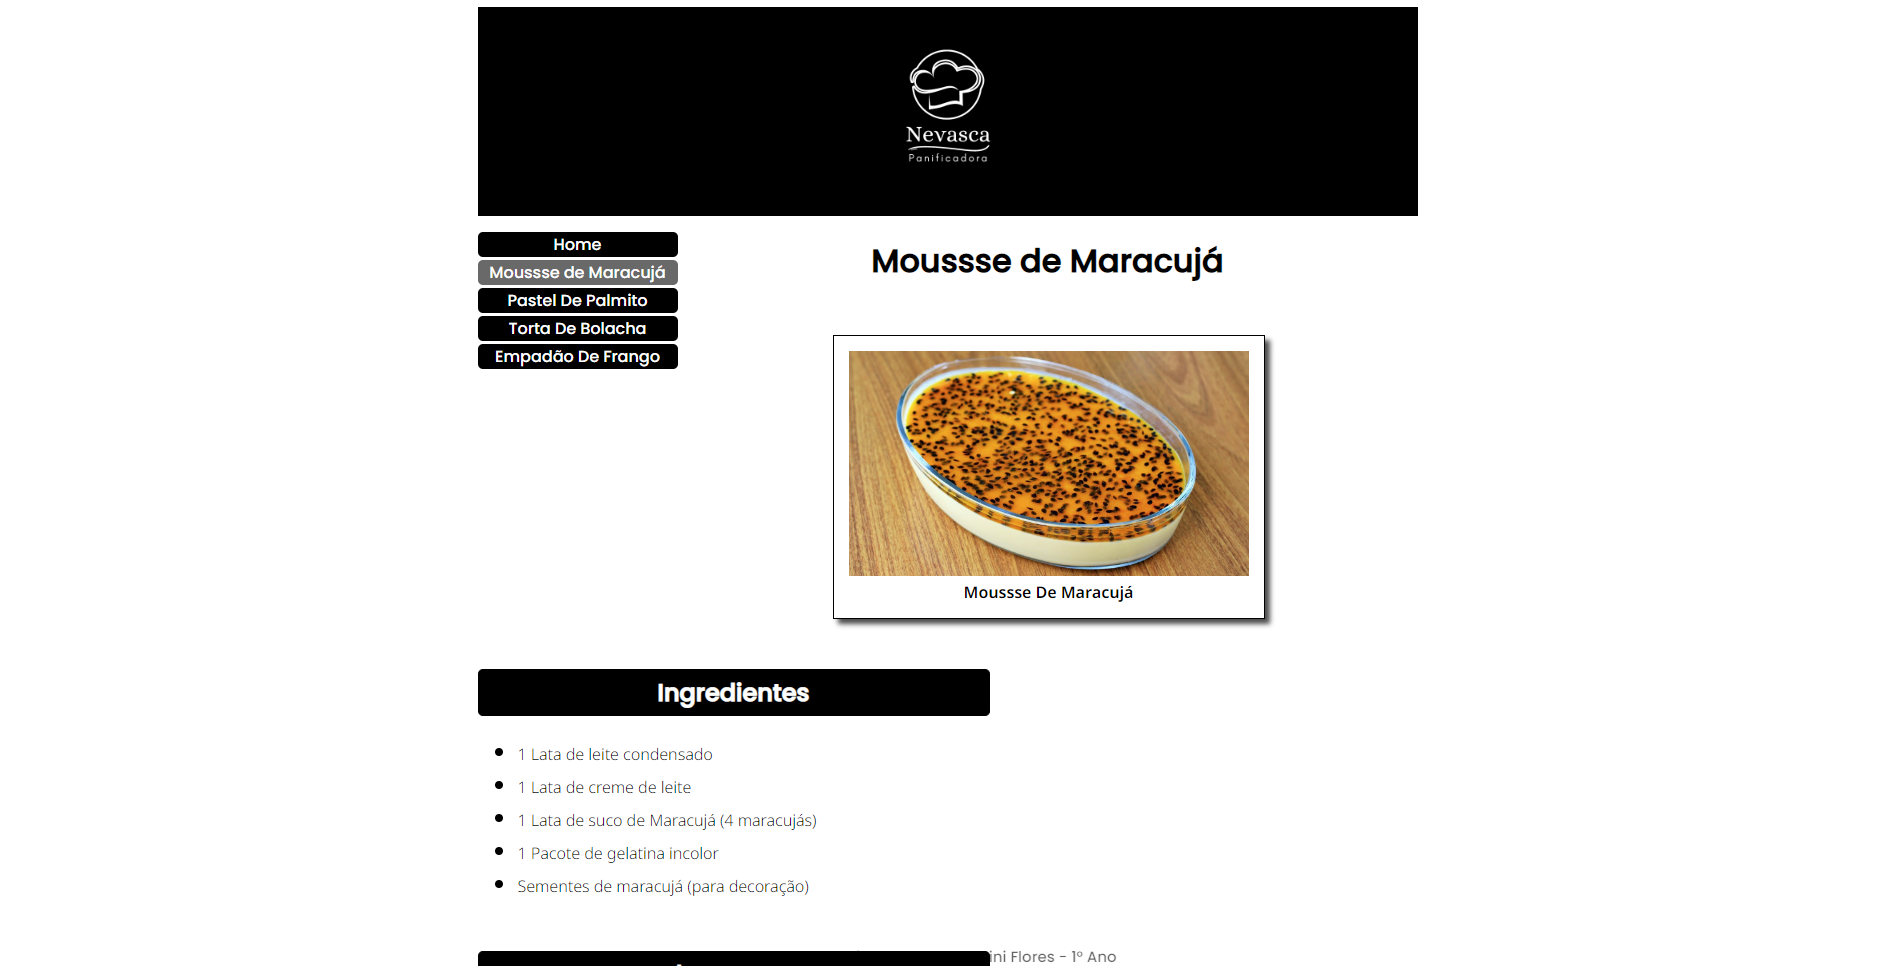 Nevasca
Panificadora
Home
Moussse de Maracujá
Pastel De Palmito
Torta De Bolacha
Empadão De Frango
Moussse de Maracujá
Moussse De Maracujá
Ingredientes
1 Lata de leite condensado
1 Lata de creme de leite
1 Lata de suco de Maracujá (4 maracujás)
1 Pacote de gelatina incolor
Sementes de maracujá (para decoração)
Flores - 1º Ano